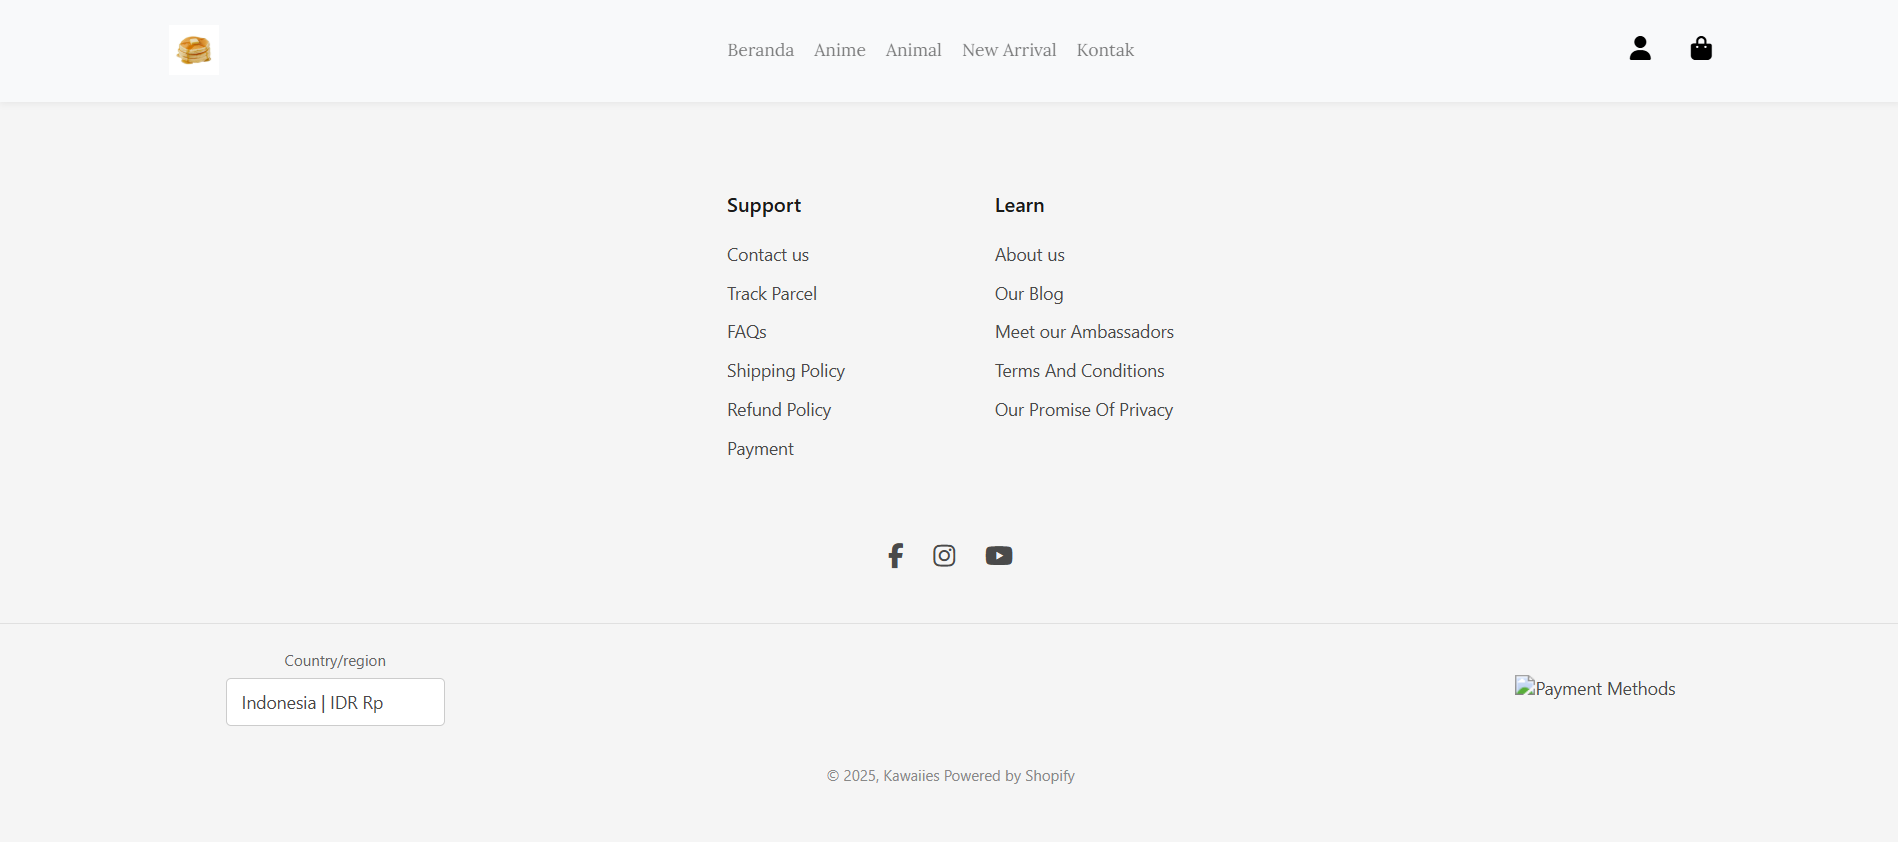 Beranda Anime Animal New Arrival Kontak
Support
Contact us
Track Parcel
FAQs
Shipping Policy
Refund Policy
Payment
Learn
About us
Our Blog
Meet our Ambassadors
Terms And Conditions
Our Promise Of Privacy
Country/region
Indonesia | IDR Rp
Payment Methods
© 2025, Kawaiies Powered by Shopify